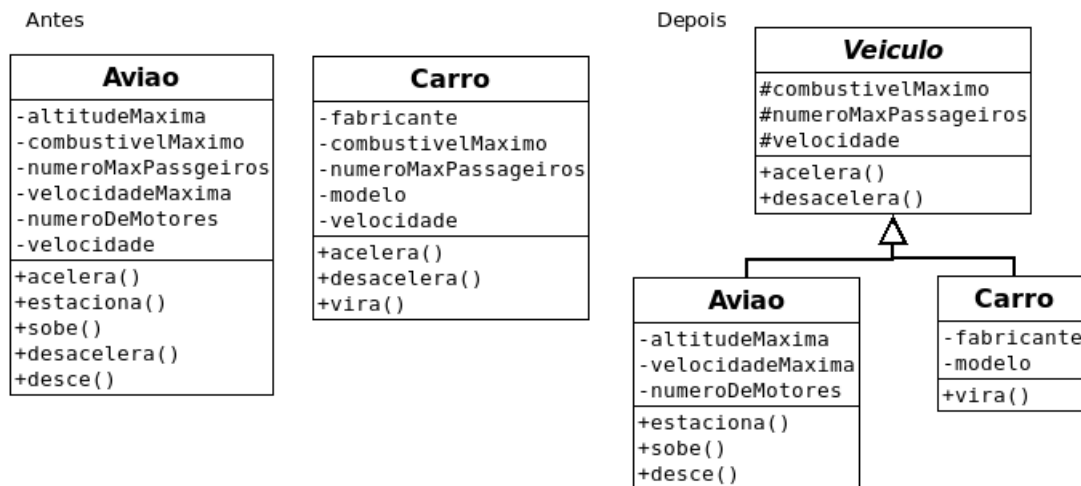 Antes
Aviao
-altitudeMaxima
-combustivelMaximo
-numeroMaxPassgeiros
-velocidadeMaxima
-numeroDeMotores
-velocidade
+acelera()
+estaciona()
+sobe()
+desacelera()
+desce()
Carro
-fabricante
-combustivelMaximo
-numeroMaxPassageiros
-modelo
-velocidade
+acelera()
+desacelera()
+vira()
Depois
Veiculo
#combustivelMaximo
#numeroMaxPassageiros
#velocidade
+acelera()
+desacelera()
Aviao
-altitudeMaxima
-velocidadeMaxima
-numeroDeMotores
+estaciona()
+sobe()
+desce()
Carro
-fabricante
-modelo
+vira()